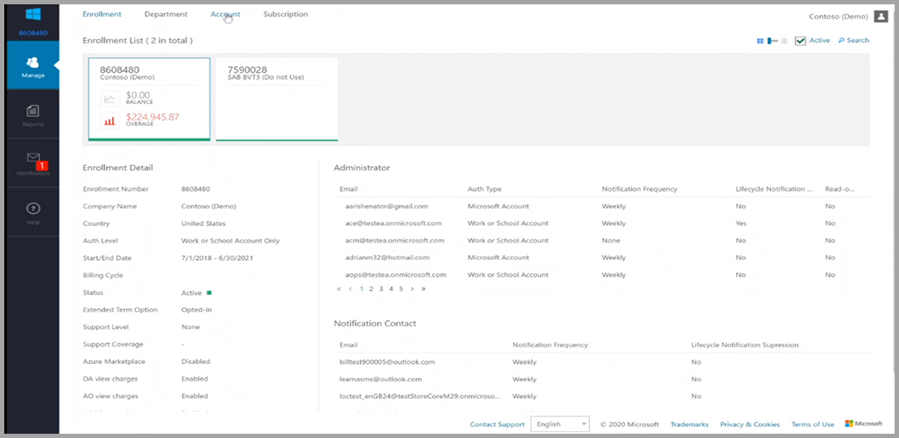 8608480
Manage
Reports
1
Notification
Help
Enrollment Department Account Subscription
Contoso (Demo)
Enrollment List ( 2 in total )
Active Search
8608480
Contoso (Demo)
$0.00
BALANCE
$224,945.87
OVERAGE
7590028
SAB BVT3 (Do not Use)
Enrollment Detail
Enrollment Number 8608480
Company Name Contoso (Demo)
Country United States
Auth Level Work or School Account Only
Start/End Date 7/1/2018 - 6/30/2021
Billing Cycle
Status Active
Extended Term Option Opted-In
Support Level None
Support Coverage -
Azure Marketplace Disabled
DA view charges Enabled
AO view charges Enabled
Administrator
Email Auth Type Notification Frequency Lifecycle Notification ... Read-o...
aarishenator@gmail.com Microsoft Account Weekly No No
ace@testea.onmicrosoft.com Work or School Account Weekly Yes No
acm@testea.onmicrosoft.com Work or School Account None No No
adrianm32@hotmail.com Microsoft Account Weekly No No
aops@testea.onmicrosoft.com Work or School Account Weekly No No
« < 1 2 3 4 5 > »
Notification Contact
Email Notification Frequency Lifecycle Notification Supression
billtest900005@outlook.com Weekly No
learnasms@outlook.com Weekly No
loctest_enGB24@testStoreCoreM29.onmicroso... Weekly No
Contact Support English © 2020 Microsoft Trademarks Privacy & Cookies Terms of Use Microsoft